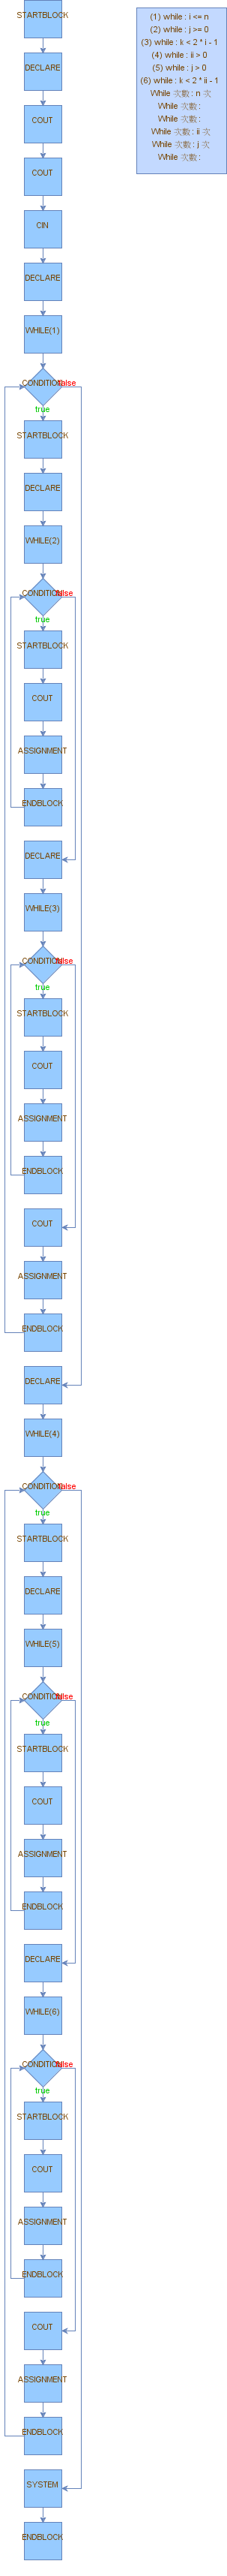 STARTBLOCK
(1) while : i <= n
(2) while : j >= 0
(3) while : k < 2 * i - 1
(4) while : ii > 0
(5) while : j > 0
(6) while : k < 2 * ii - 1
While 次數 : n 次
While 次數 :
While 次數 :
While 次數 : ii 次
While 次數 : j 次
While 次數 :
DECLARE
COUT
COUT
CIN
DECLARE
WHILE(1)
CONDITION false
true
STARTBLOCK
DECLARE
WHILE(2)
CONDITION false
true
STARTBLOCK
COUT
ASSIGNMENT
ENDBLOCK
DECLARE
WHILE(3)
CONDITION false
true
STARTBLOCK
COUT
ASSIGNMENT
ENDBLOCK
COUT
ASSIGNMENT
ENDBLOCK
DECLARE
WHILE(4)
CONDITION false
true
STARTBLOCK
DECLARE
WHILE(5)
CONDITION false
true
STARTBLOCK
COUT
ASSIGNMENT
ENDBLOCK
DECLARE
WHILE(6)
CONDITION false
true
STARTBLOCK
COUT
ASSIGNMENT
ENDBLOCK
COUT
ASSIGNMENT
ENDBLOCK
SYSTEM
ENDBLOCK